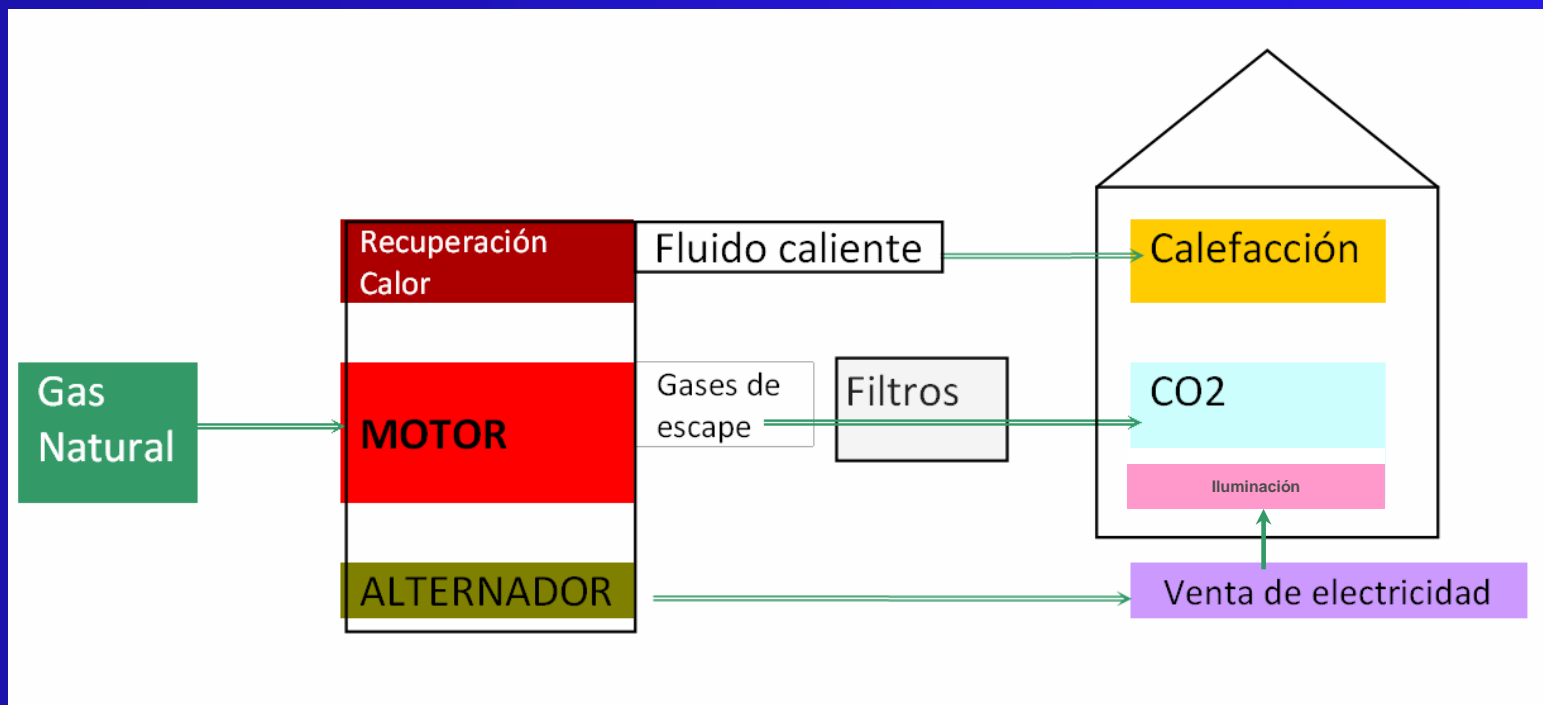 Recuperación
Calor
Fluido caliente
Calefacción
Gas
Natural
MOTOR
Gases de
escape
Filtros
CO2
Iluminación
ALTERNADOR
Venta de electricidad